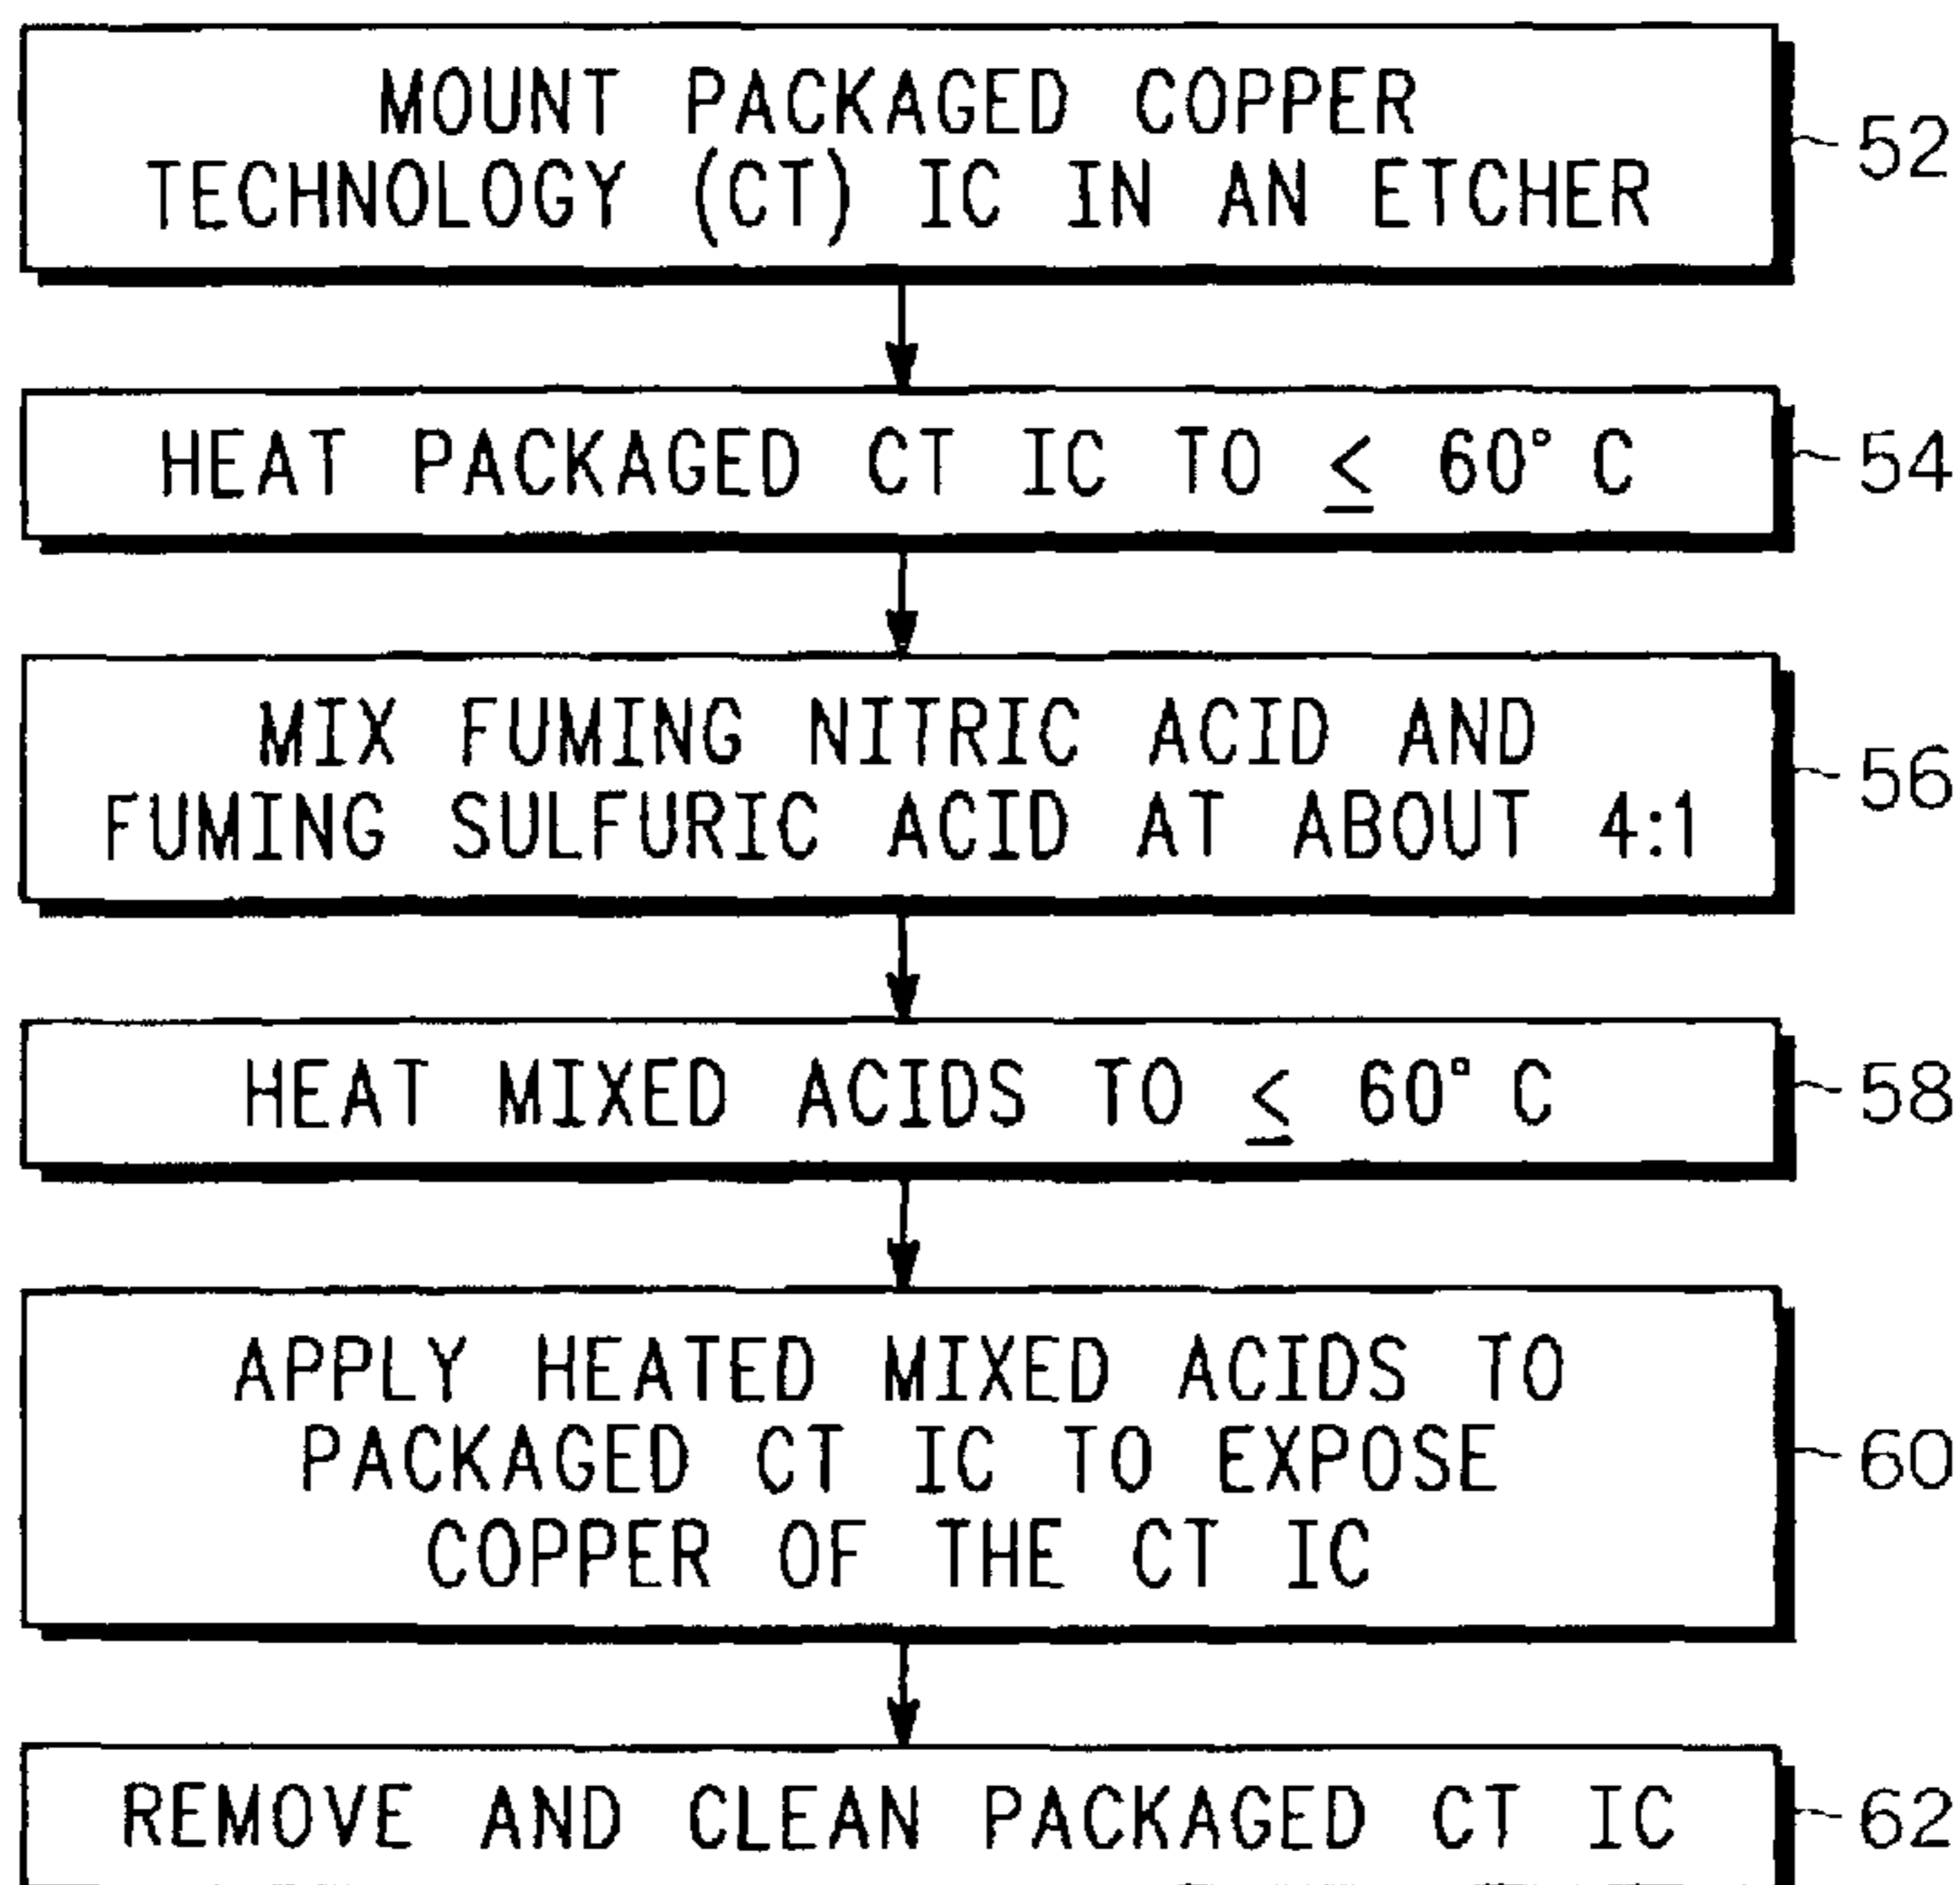 MOUNT PACKAGED COPPER
TECHNOLOGY (CT) IC IN AN ETCHER
52
HEAT PACKAGED CT IC TO ≤ 60° C
54
MIX FUMING NITRIC ACID AND
FUMING SULFURIC ACID AT ABOUT 4:1
56
HEAT MIXED ACIDS TO ≤ 60° C
58
APPLY HEATED MIXED ACIDS TO
PACKAGED CT IC TO EXPOSE
COPPER OF THE CT IC
60
REMOVE AND CLEAN PACKAGED CT IC
62